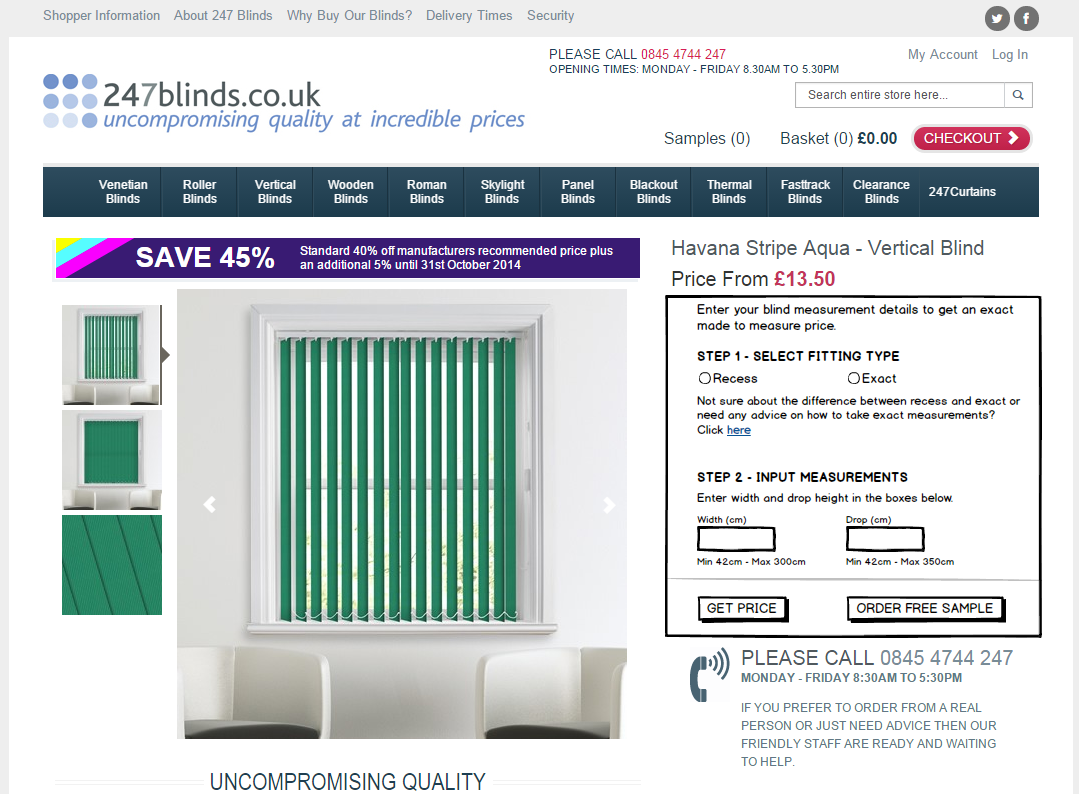 Shopper Information About 247 Blinds Why Buy Our Blinds? Delivery Times Security
PLEASE CALL 0845 4744 247
OPENING TIMES: MONDAY - FRIDAY 8.30AM TO 5.30PM
My Account Log In
247blinds.co.uk
uncompromising quality at incredible prices
Search entire store here...
Samples (0) Basket (0) £0.00 CHECKOUT
Venetian Blinds
Roller Blinds
Vertical Blinds
Wooden Blinds
Roman Blinds
Skylight Blinds
Panel Blinds
Blackout Blinds
Thermal Blinds
Fasttrack Blinds
Clearance Blinds
247Curtains
SAVE 45%
Standard 40% off manufacturers recommended price plus
an additional 5% until 31st October 2014
Havana Stripe Aqua - Vertical Blind
Price From £13.50
Enter your blind measurement details to get an exact
made to measure price.
STEP 1 - SELECT FITTING TYPE
Recess Exact
Not sure about the difference between recess and exact or
need any advice on how to take exact measurements?
Click here
STEP 2 - INPUT MEASUREMENTS
Enter width and drop height in the boxes below.
Width (cm) Drop (cm)
Min 42cm - Max 300cm Min 42cm - Max 350cm
GET PRICE ORDER FREE SAMPLE
PLEASE CALL 0845 4744 247
MONDAY - FRIDAY 8:30AM TO 5:30PM
IF YOU PREFER TO ORDER FROM A REAL
PERSON OR JUST NEED ADVICE THEN OUR
FRIENDLY STAFF ARE READY AND WAITING
TO HELP.
UNCOMPROMISING QUALITY